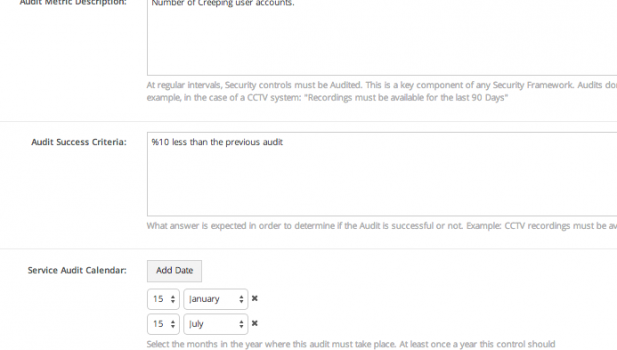 Audit Metric Description:
Number of Creeping user accounts.
At regular intervals, Security controls must be Audited. This is a key component of any Security Framework. Audits
example, in the case of a CCTV system: "Recordings must be available for the last 90 Days"
Audit Success Criteria:
%10 less than the previous audit
What answer is expected in order to determine if the Audit is successful or not. Example: CCTV recordings must be
Service Audit Calendar:
Add Date
15 January ✖
15 July ✖
Select the months in the year where this audit must take place. At least once a year this control should